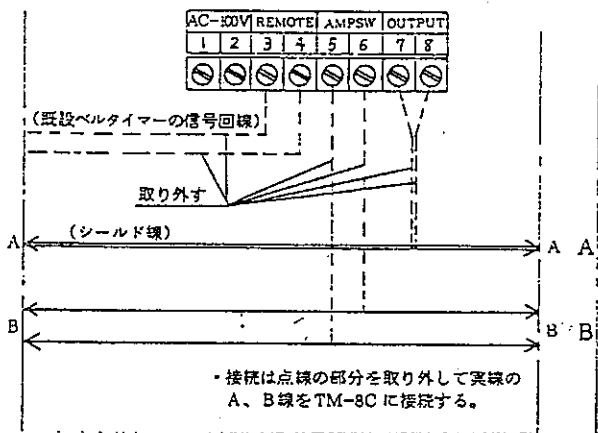 AC-100V REMOTE AMPSW OUTPUT
1 2 3 4 5 6 7 8
(既設ベルタイマーの信号回線)
取り外す
(シールド線)
A A A
B B B
・接続は点線の部分を取り外して実線の
A、B線をTM-8Cに接続する。